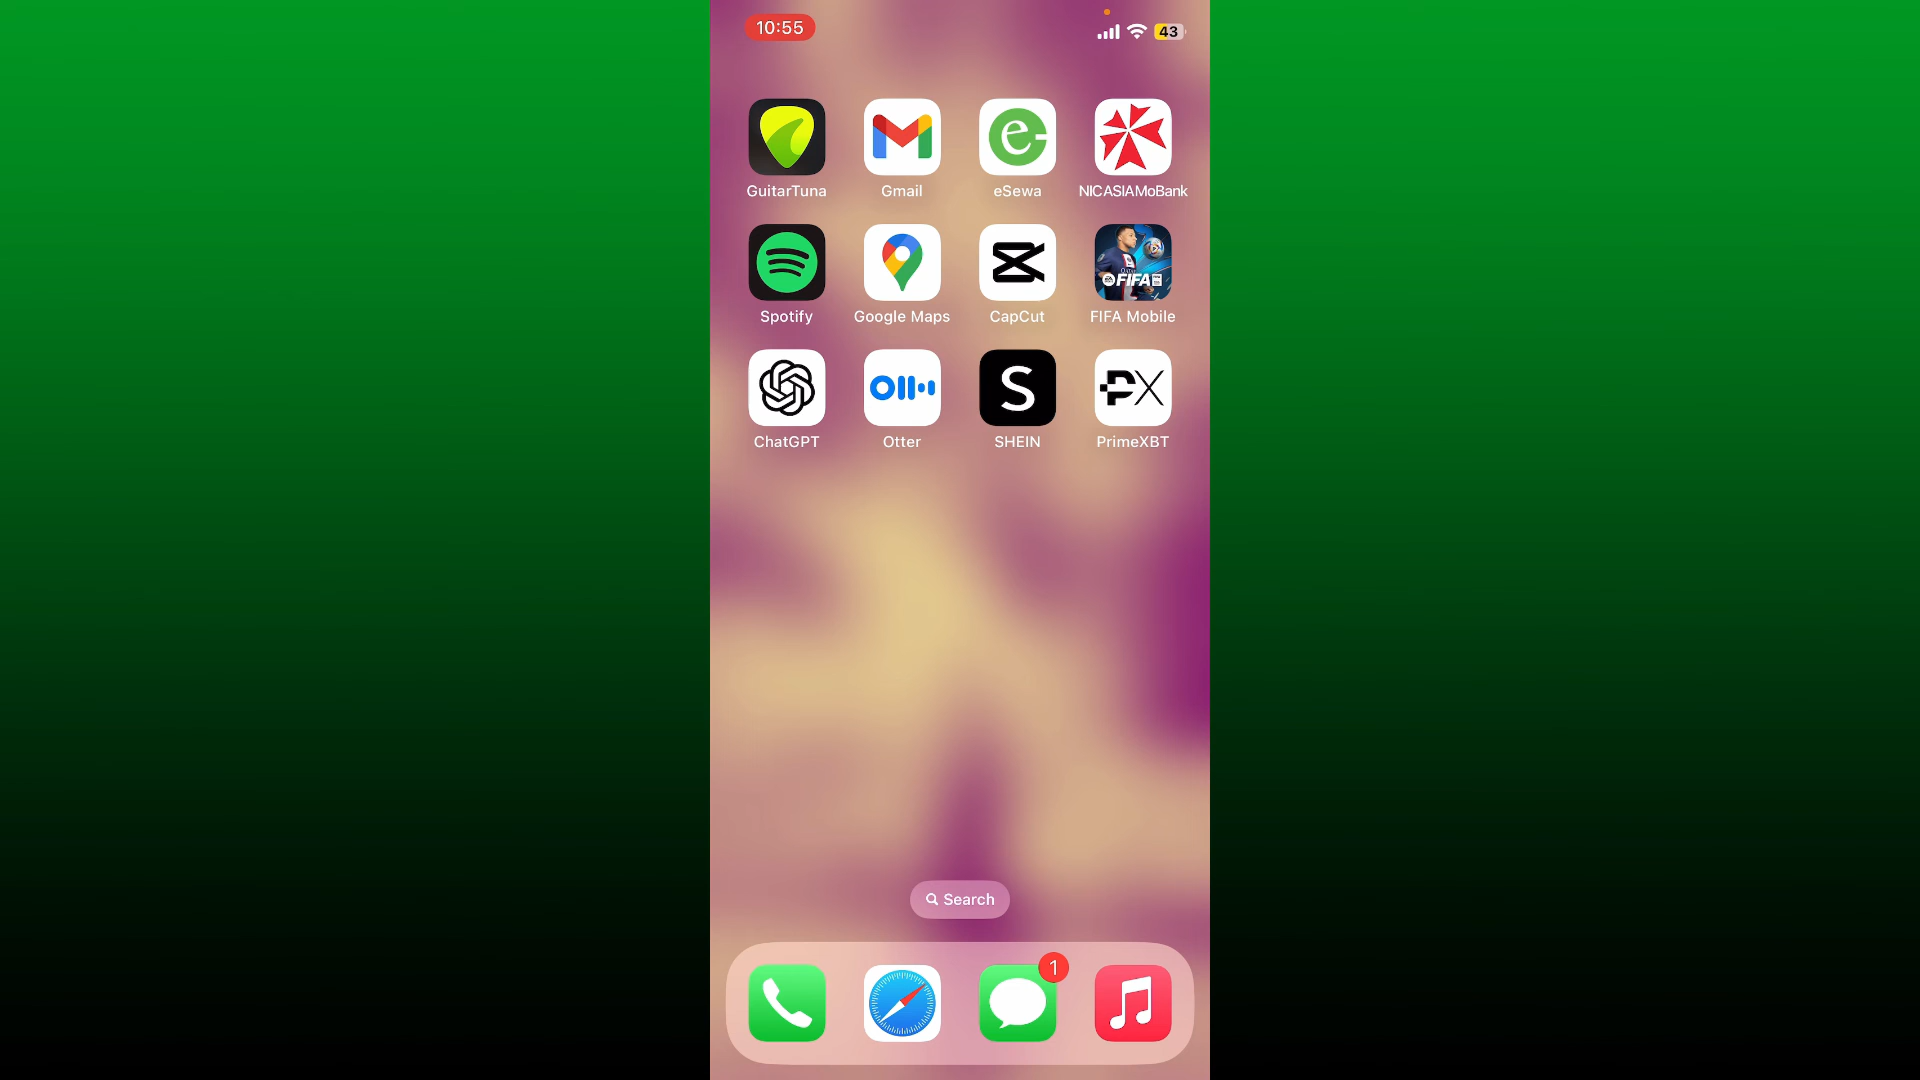 10:55
43
GuitarTuna Gmail eSewa NICASIAMoBank
FIFA
Spotify Google Maps CapCut FIFA Mobile
S
ChatGPT Otter SHEIN PrimeXBT
Search
1